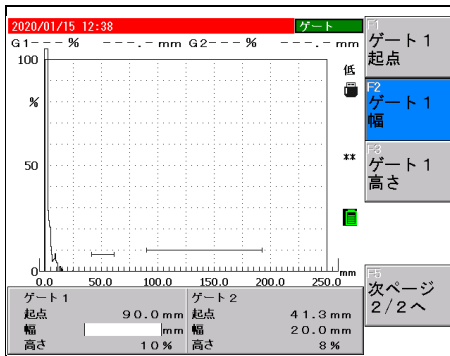 2020/01/15 12:38 ゲート
G1---% ---.-mm G2---% ---.-mm
100
%
50
0
0.0 50.0 100.0 150.0 200.0 250.0 mm
低
**
F1
ゲート1
起点
F2
ゲート1
幅
F3
ゲート1
高さ
F5
次ページ
2/2へ
ゲート1
起点 90.0mm
幅 mm
高さ 10%
ゲート2
起点 41.3mm
幅 20.0mm
高さ 8%